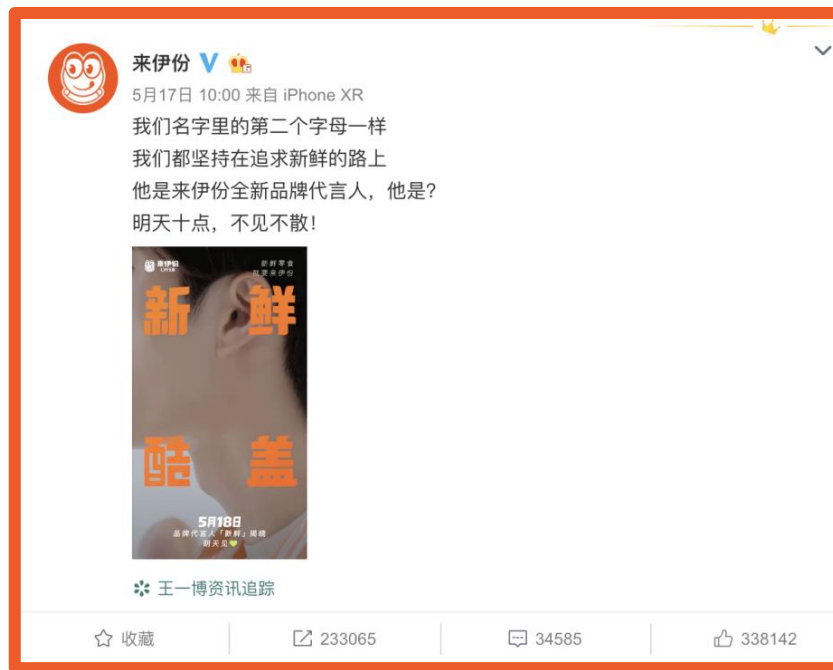 来伊份
5月17日 10:00 来自 iPhone XR
我们名字里的第二个字母一样
我们都坚持在追求新鲜的路上
他是来伊份全新品牌代言人，他是？
明天十点，不见不散！
来伊份
LYFEN
新鲜零食
就要来伊份
新鲜
酷盖
5月18日
品牌代言人「新鲜」揭晓
明天见💚
王一博资讯追踪
收藏 233065 34585 338142